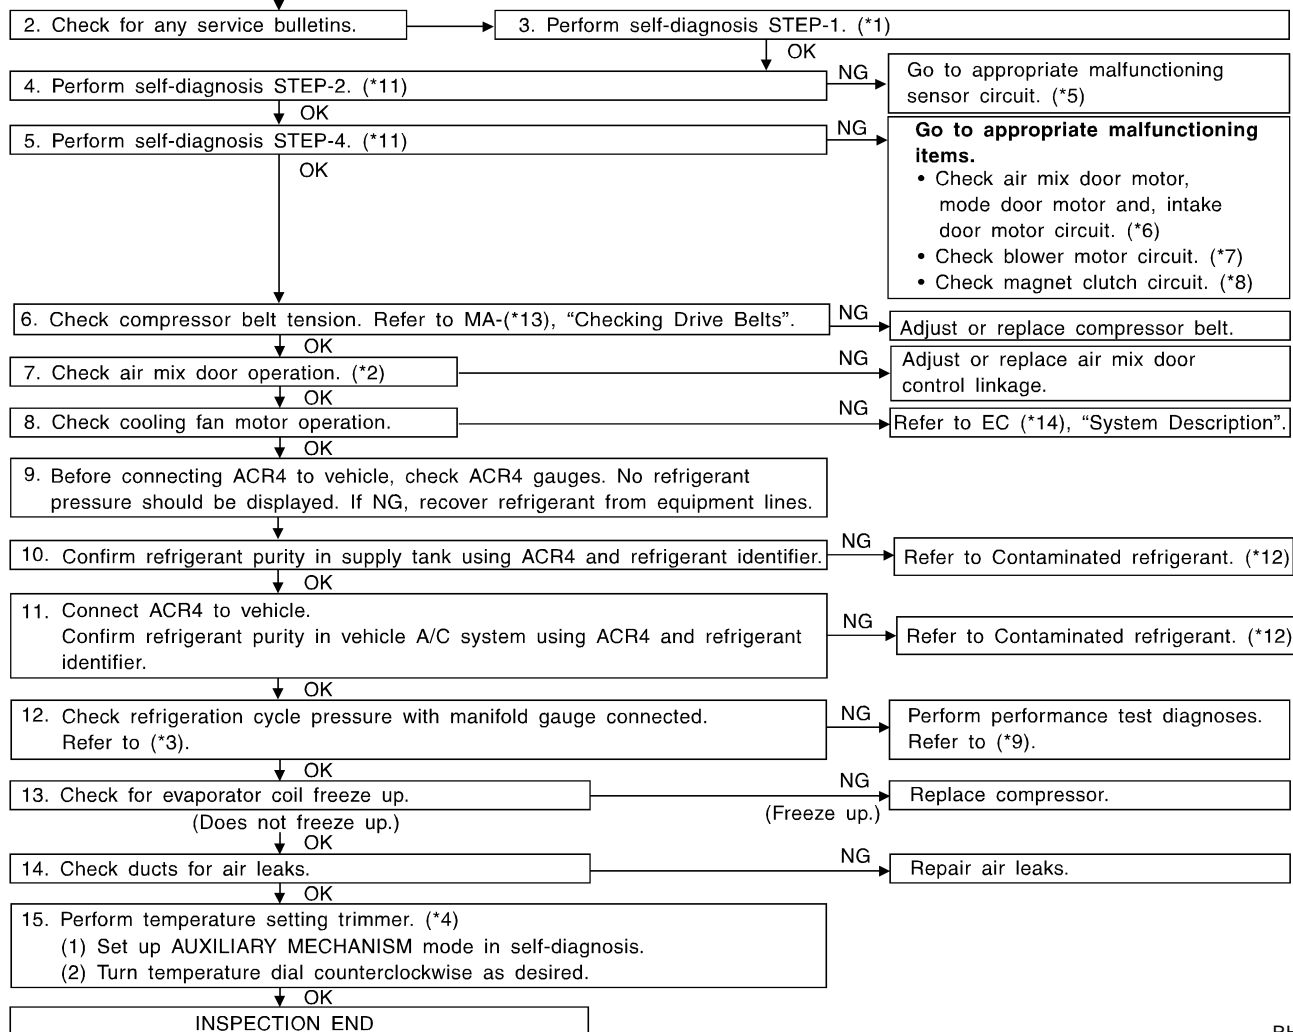 2. Check for any service bulletins.
3. Perform self-diagnosis STEP-1. (*1)
OK
4. Perform self-diagnosis STEP-2. (*11)
NG
Go to appropriate malfunctioning
sensor circuit. (*5)
OK
5. Perform self-diagnosis STEP-4. (*11)
NG
Go to appropriate malfunctioning
items.
• Check air mix door motor,
mode door motor and, intake
door motor circuit. (*6)
• Check blower motor circuit. (*7)
• Check magnet clutch circuit. (*8)
OK
6. Check compressor belt tension. Refer to MA-(*13), “Checking Drive Belts”.
NG
Adjust or replace compressor belt.
OK
7. Check air mix door operation. (*2)
NG
Adjust or replace air mix door
control linkage.
OK
8. Check cooling fan motor operation.
NG
Refer to EC (*14), “System Description”.
OK
9. Before connecting ACR4 to vehicle, check ACR4 gauges. No refrigerant
pressure should be displayed. If NG, recover refrigerant from equipment lines.
10. Confirm refrigerant purity in supply tank using ACR4 and refrigerant identifier.
NG
Refer to Contaminated refrigerant. (*12)
OK
11. Connect ACR4 to vehicle.
Confirm refrigerant purity in vehicle A/C system using ACR4 and refrigerant
identifier.
NG
Refer to Contaminated refrigerant. (*12)
OK
12. Check refrigeration cycle pressure with manifold gauge connected.
Refer to (*3).
NG
Perform performance test diagnoses.
Refer to (*9).
OK
13. Check for evaporator coil freeze up.
NG
(Freeze up.)
Replace compressor.
(Does not freeze up.)
OK
14. Check ducts for air leaks.
NG
Repair air leaks.
OK
15. Perform temperature setting trimmer. (*4)
(1) Set up AUXILIARY MECHANISM mode in self-diagnosis.
(2) Turn temperature dial counterclockwise as desired.
OK
INSPECTION END